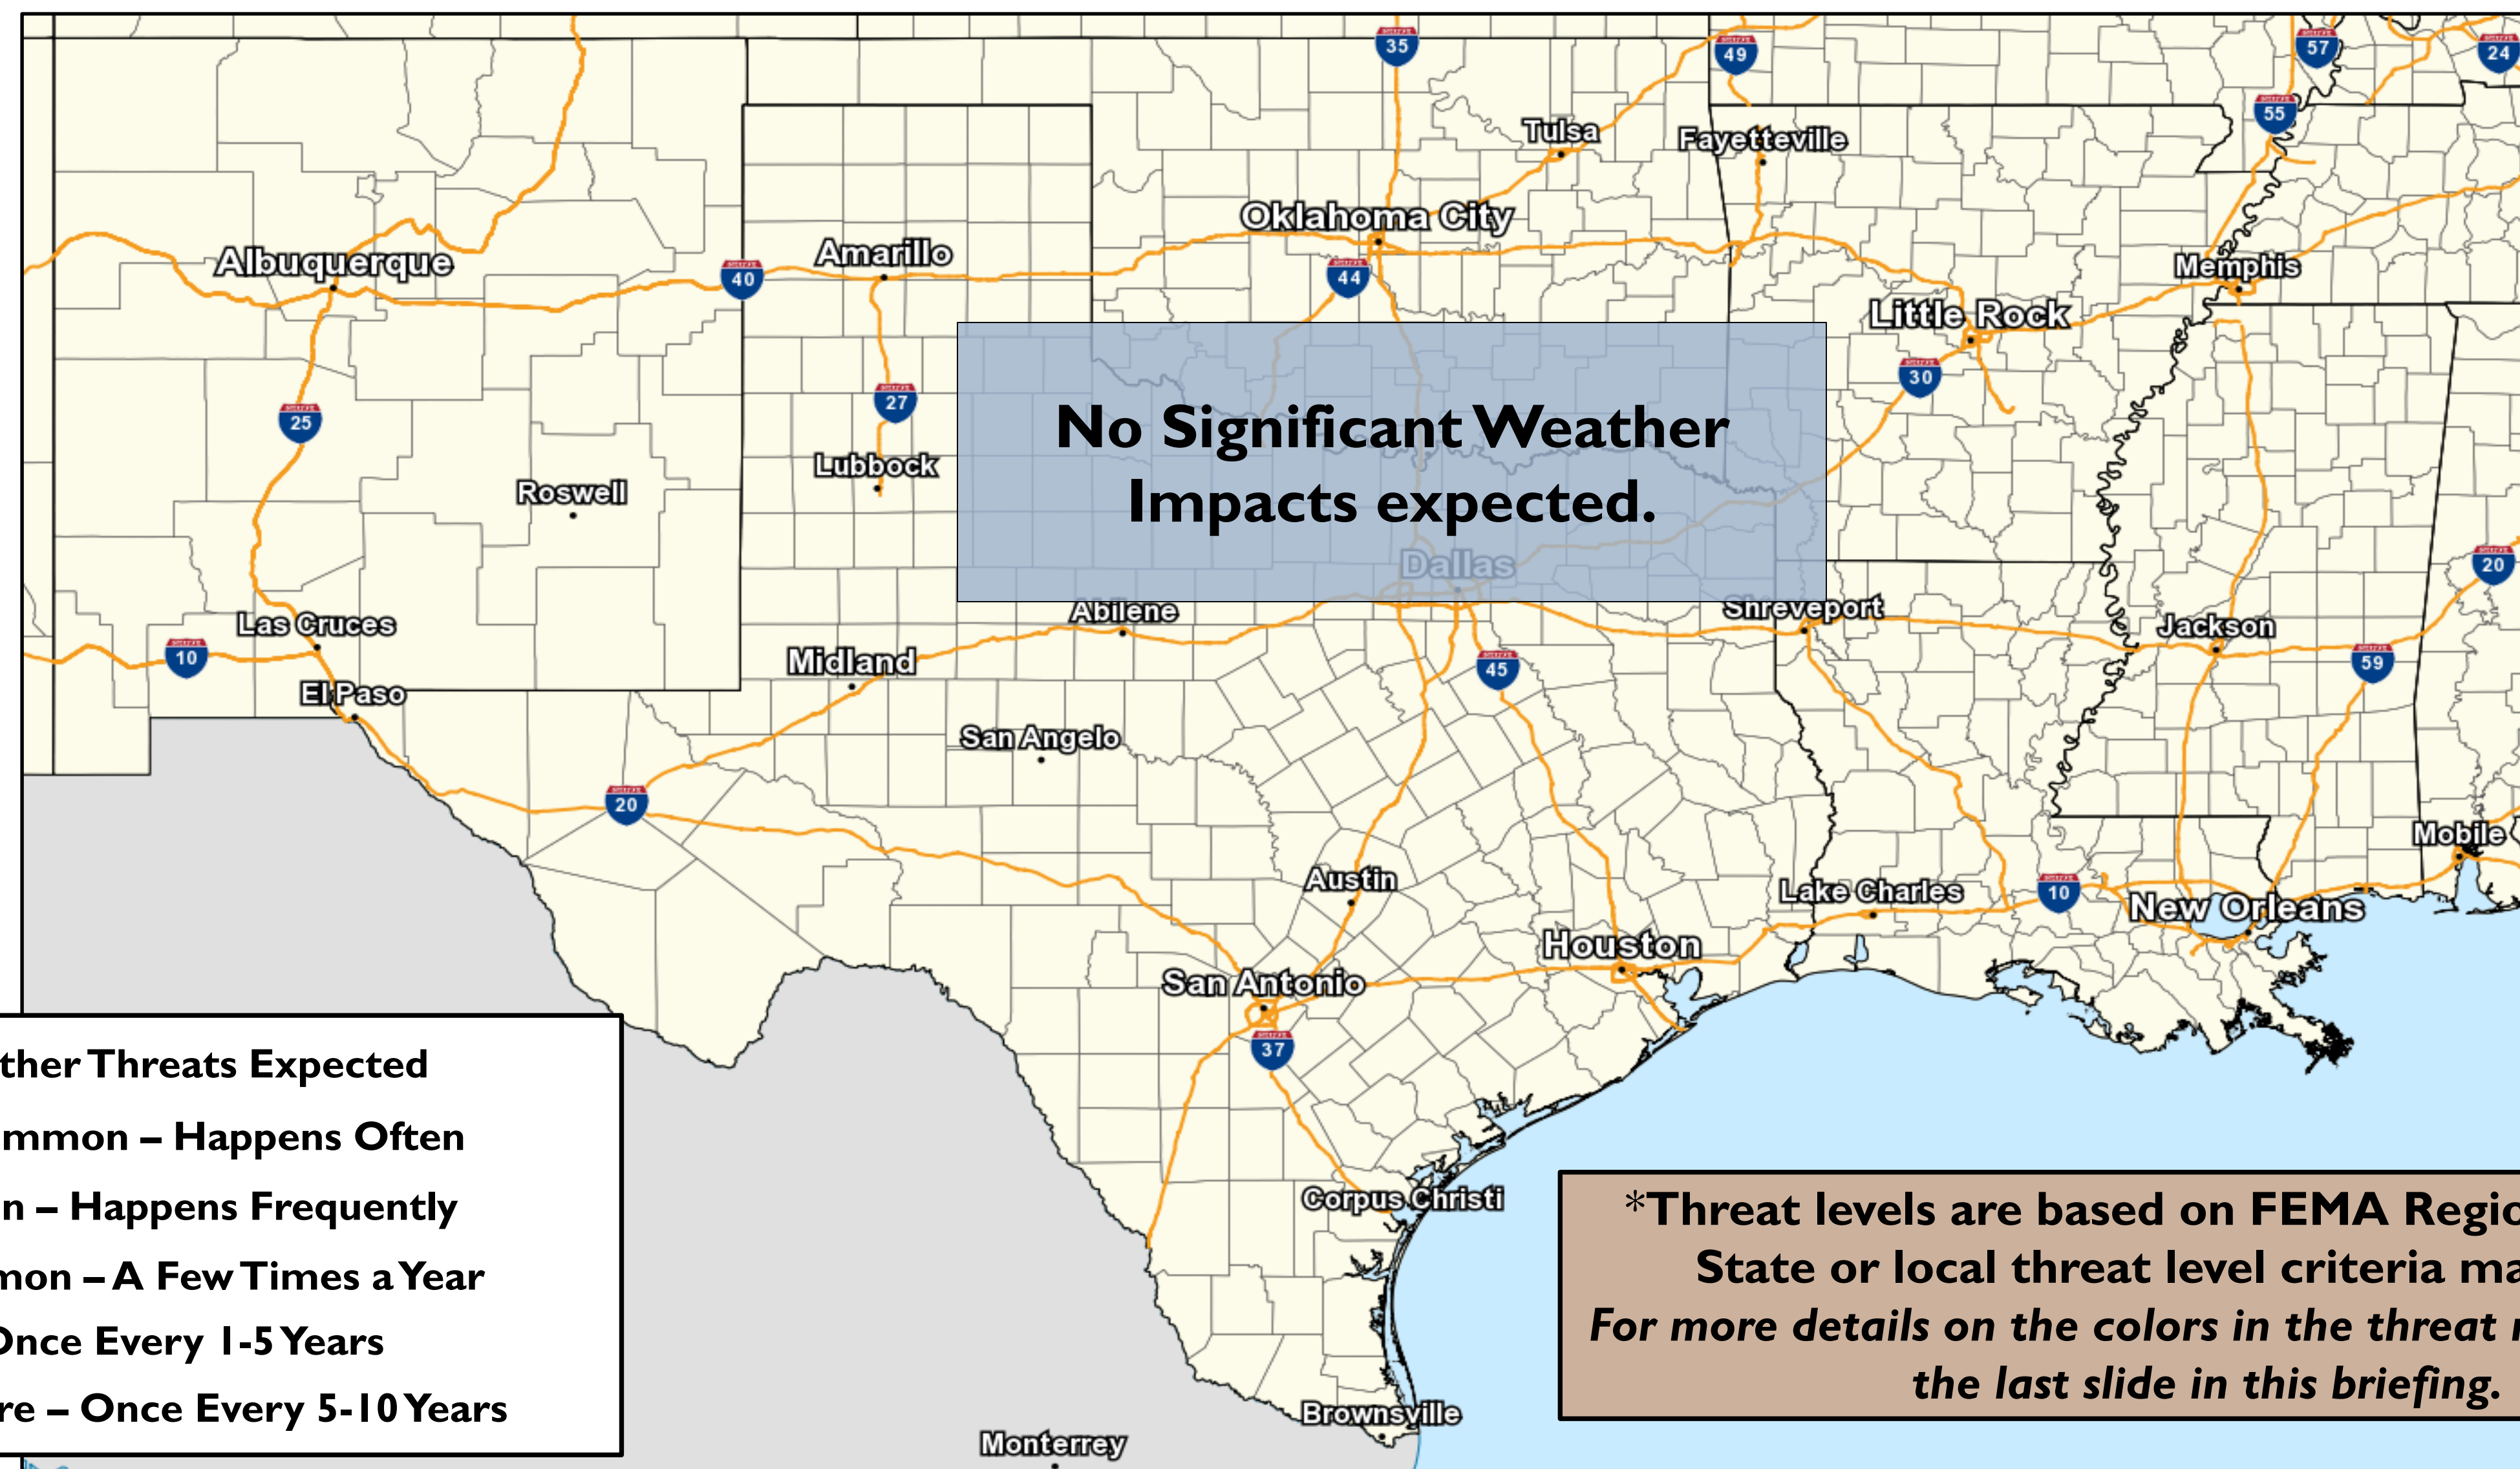 35
49
57
24
55
Tulsa
Fayetteville
Oklahoma City
Albuquerque
Amarillo
40
44
Memphis
Little Rock
30
27
25
No Significant Weather
Impacts expected.
Lubbock
Roswell
Dallas
20
Abilene
Shreveport
Las Cruces
Jackson
10
Midland
45
59
El Paso
San Angelo
20
Mobile
Austin
Lake Charles
10
New Orleans
Houston
San Antonio
37
ther Threats Expected
mmon – Happens Often
n – Happens Frequently
mon – A Few Times a Year
Once Every 1-5 Years
re – Once Every 5-10 Years
Corpus Christi
*Threat levels are based on FEMA Regio
State or local threat level criteria ma
For more details on the colors in the threat
the last slide in this briefing.
Brownsville
Monterrey